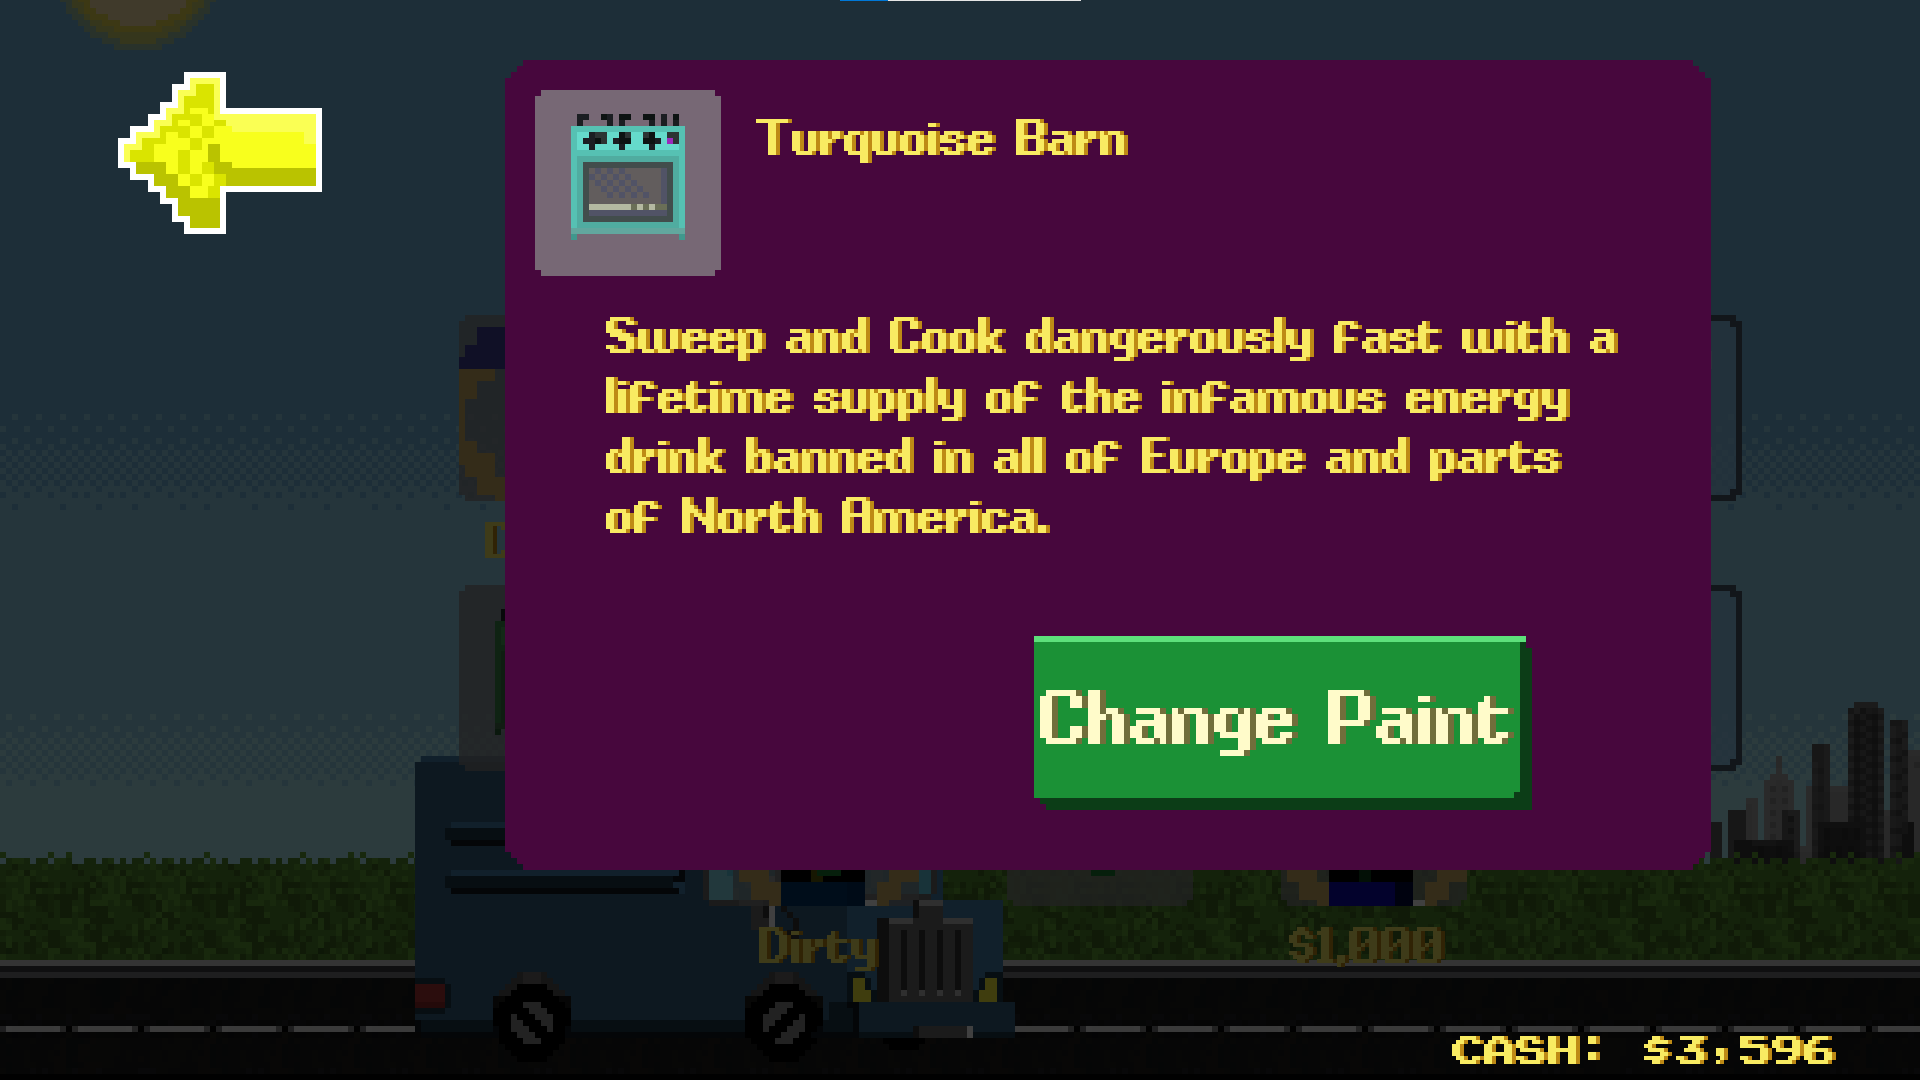 Turquoise Barn
Sweep and Cook dangerously fast with a
lifetime supply of the infamous energy
drink banned in all of Europe and parts
of North America.
Change Paint
Dirty
$1,000
CASH: $3,596